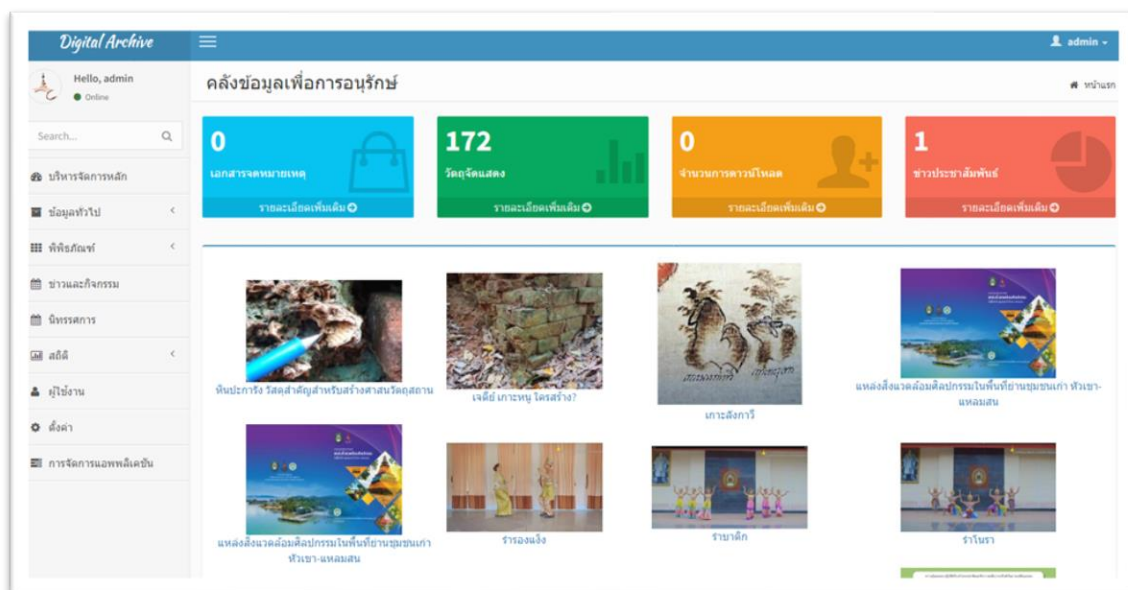 Digital Archive
admin
Hello, admin
Online
Search...
บริหารจัดการหลัก
ข้อมูลทั่วไป
พิพิธภัณฑ์
ข่าวและกิจกรรม
นิทรรศการ
สถิติ
ผู้ใช้งาน
ตั้งค่า
การจัดการแอพพลิเคชัน
คลังข้อมูลเพื่อการอนุรักษ์
หน้าแรก
0
เอกสารจดหมายเหตุ
รายละเอียดเพิ่มเติม
172
วัตถุจัดแสดง
รายละเอียดเพิ่มเติม
0
จำนวนการดาวน์โหลด
รายละเอียดเพิ่มเติม
1
ข่าวประชาสัมพันธ์
รายละเอียดเพิ่มเติม
หินปะการัง วัสดุสำคัญสำหรับสร้างศาสนวัตถุสถาน
เจดีย์ เกาะหนู ใครสร้าง?
เกาะลังกาวี
แหล่งสิ่งแวดล้อมศิลปกรรมในพื้นที่ย่านชุมชนเก่า หัวเขา-
แหลมสน
แหล่งสิ่งแวดล้อมศิลปกรรมในพื้นที่ย่านชุมชนเก่า
หัวเขา-แหลมสน
รำรองแง็ง
รำบาติก
รำโนรา